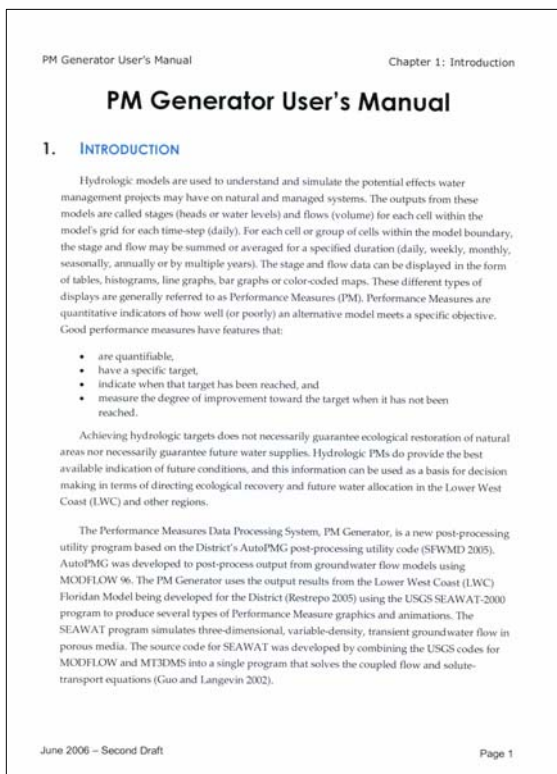 PM Generator User's Manual
Chapter 1: Introduction
PM Generator User's Manual
1. INTRODUCTION
Hydrologic models are used to understand and simulate the potential effects water
management projects may have on natural and managed systems. The outputs from these
models are called stages (heads or water levels) and flows (volume) for each cell within the
model's grid for each time-step (daily). For each cell or group of cells within the model boundary,
the stage and flow may be summed or averaged for a specified duration (daily, weekly, monthly,
seasonally, annually or by multiple years). The stage and flow data can be displayed in the form
of tables, histograms, line graphs, bar graphs or color-coded maps. These different types of
displays are generally referred to as Performance Measures (PM). Performance Measures are
quantitative indicators of how well (or poorly) an alternative model meets a specific objective.
Good performance measures have features that:
• are quantifiable,
• have a specific target,
• indicate when that target has been reached, and
• measure the degree of improvement toward the target when it has not been
reached.
Achieving hydrologic targets does not necessarily guarantee ecological restoration of natural
areas nor necessarily guarantee future water supplies. Hydrologic PMs do provide the best
available indication of future conditions, and this information can be used as a basis for decision
making in terms of directing ecological recovery and future water allocation in the Lower West
Coast (LWC) and other regions.
The Performance Measures Data Processing System, PM Generator, is a new post-processing
utility program based on the District's AutoPMG post-processing utility code (SFWMD 2005).
AutoPMG was developed to post-process output from groundwater flow models using
MODFLOW 96. The PM Generator uses the output results from the Lower West Coast (LWC)
Floridan Model being developed for the District (Restrepo 2005) using the USGS SEAWAT-2000
program to produce several types of Performance Measure graphics and animations. The
SEAWAT program simulates three-dimensional, variable-density, transient groundwater flow in
porous media. The source code for SEAWAT was developed by combining the USGS codes for
MODFLOW and MT3DMS into a single program that solves the coupled flow and solute-
transport equations (Guo and Langevin 2002).
June 2006 – Second Draft
Page 1